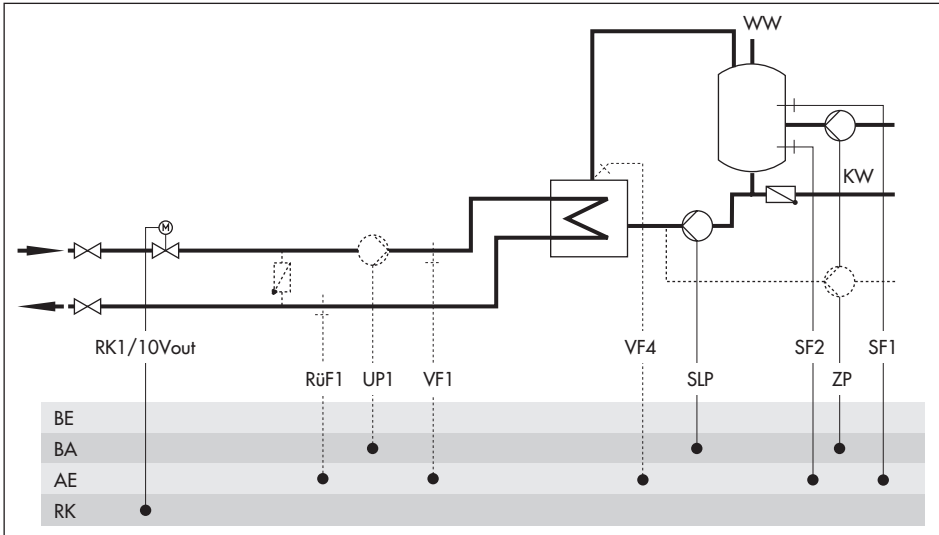 WW
M
KW
RK1/10Vout
VF4
SF2
SF1
RüF1
UP1
VF1
SLP
ZP
BE
BA
AE
RK